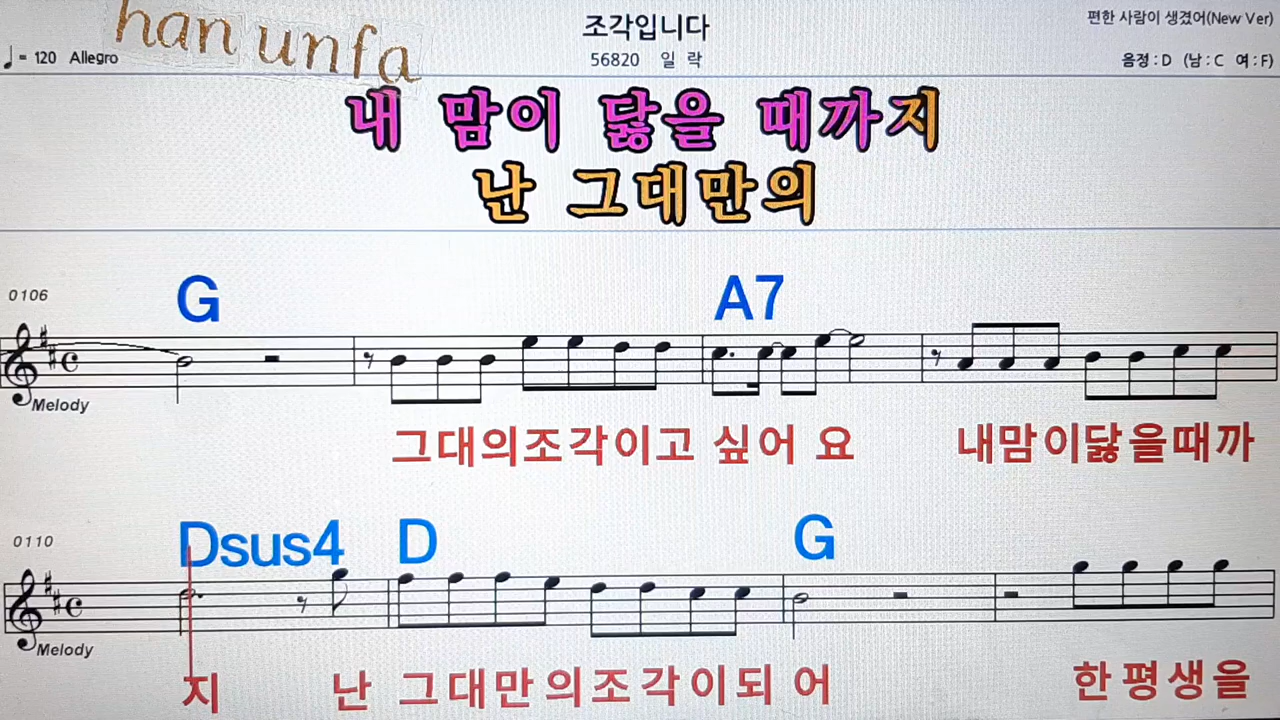 han unfa
조각입니다
편한 사람이 생겼어(New Ver)
♩= 120 Allegro
56820 일 락
음정 : D (남 : C 여 : F)
내 맘이 닳을 때까지
난 그대만의
G A7
0106
Melody
그대의조각이고 싶어 요 내맘이닳을때까
Dsus4 D G
0110
Melody
지 난 그대만의조각이되 어 한평생을